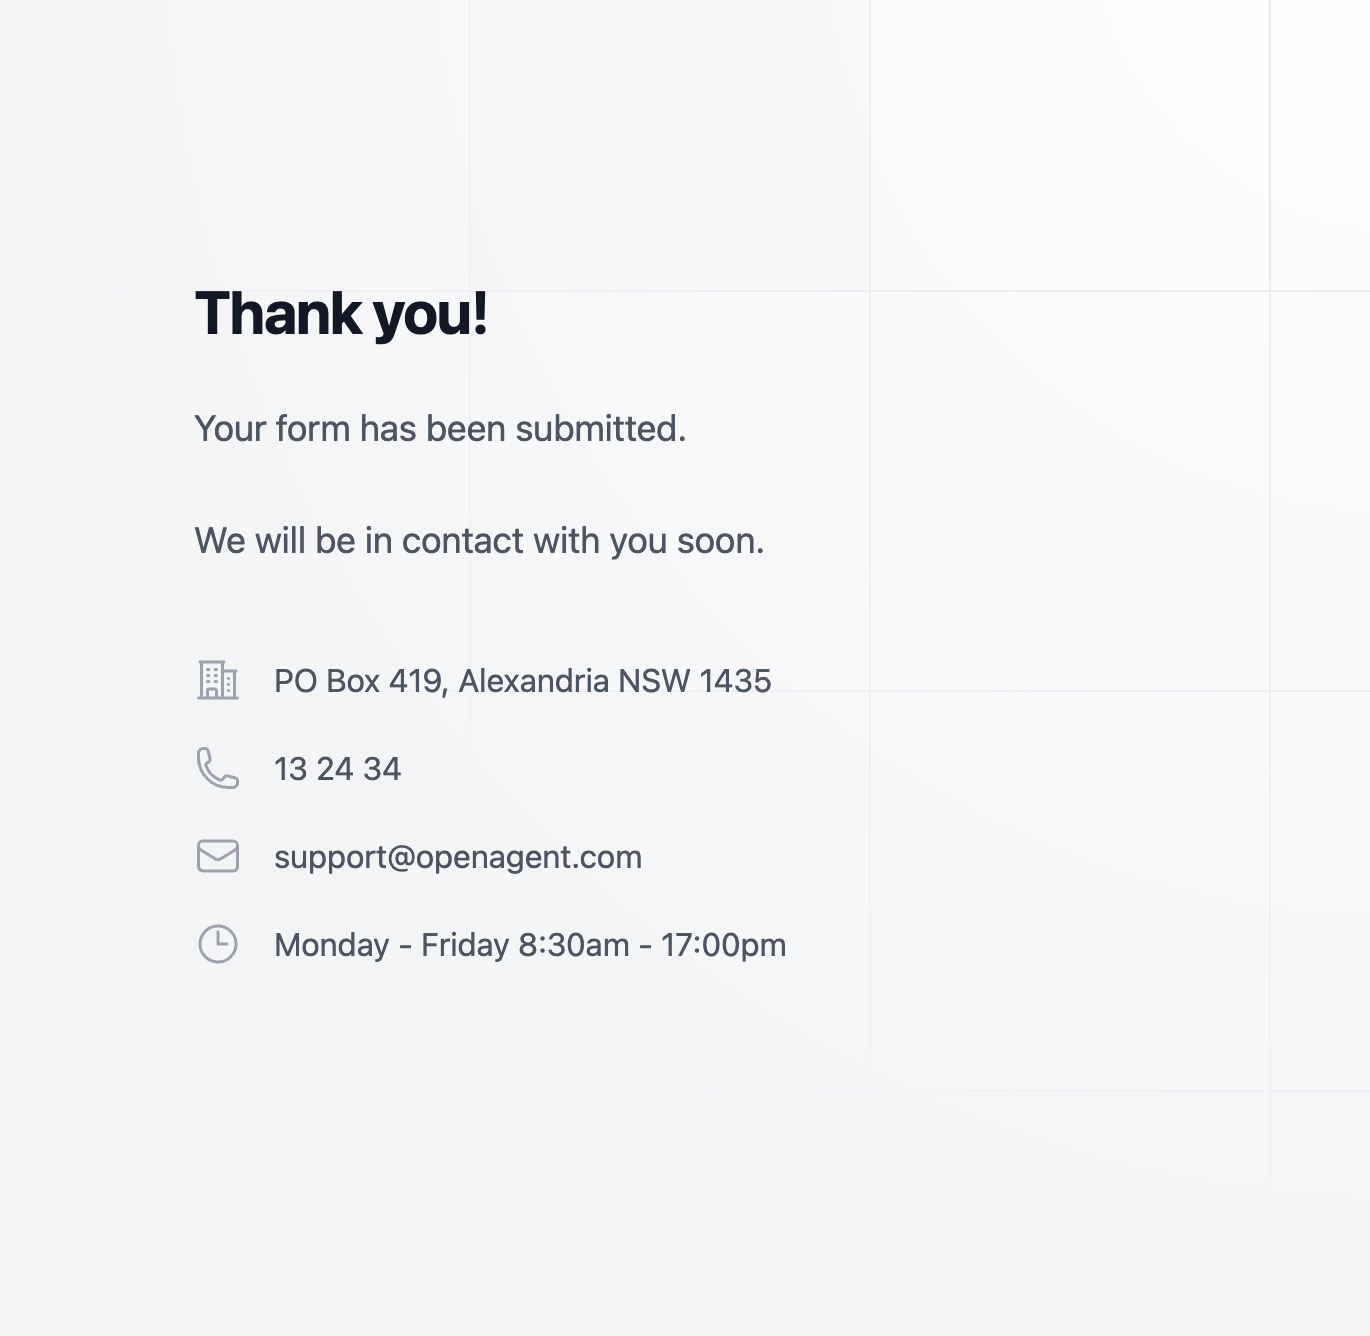 Thank you!
Your form has been submitted.
We will be in contact with you soon.
PO Box 419, Alexandria NSW 1435
13 24 34
support@openagent.com
Monday - Friday 8:30am - 17:00pm